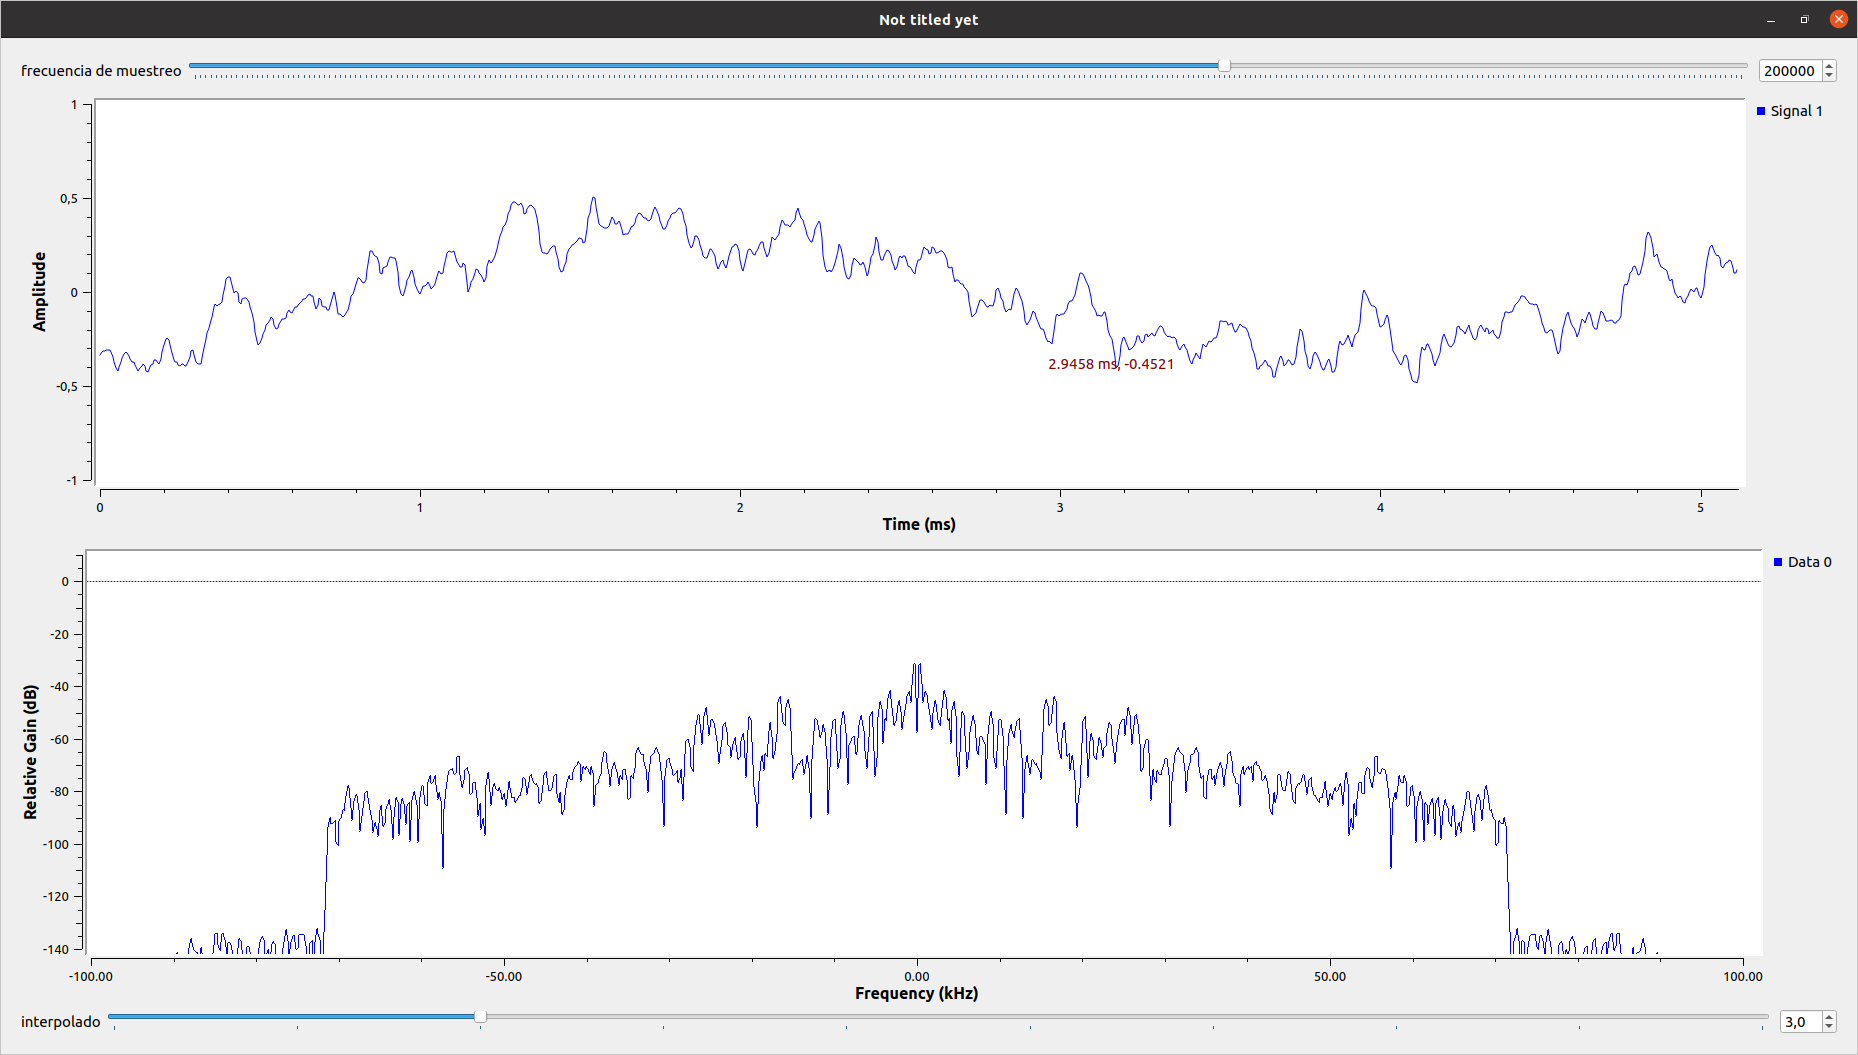 Not titled yet
frecuencia de muestreo 200000
Signal 1
1
0,5
0
-0,5
-1
Amplitude
2.9458 ms, -0.4521
0 1 2 3 4 5
Time (ms)
Data 0
0
-20
-40
-60
-80
-100
-120
-140
Relative Gain (dB)
-100.00 -50.00 0.00 50.00 100.00
Frequency (kHz)
interpolado 3,0